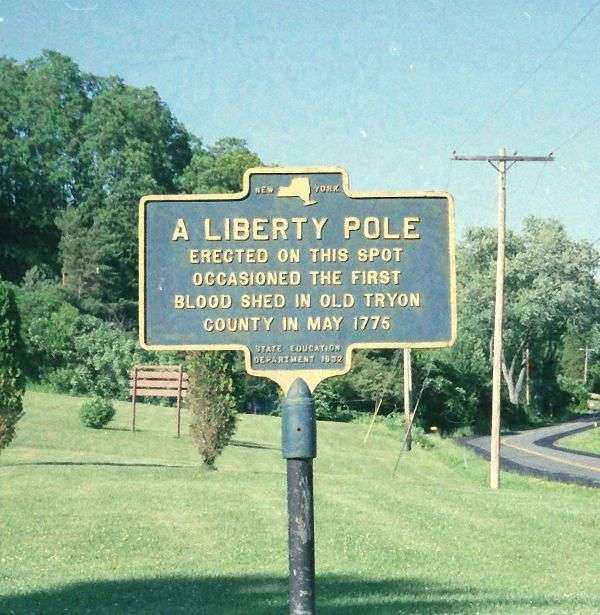 NEW YORK
A LIBERTY POLE
ERECTED ON THIS SPOT
OCCASIONED THE FIRST
BLOOD SHED IN OLD TRYON
COUNTY IN MAY 1775
STATE EDUCATION
DEPARTMENT 1932